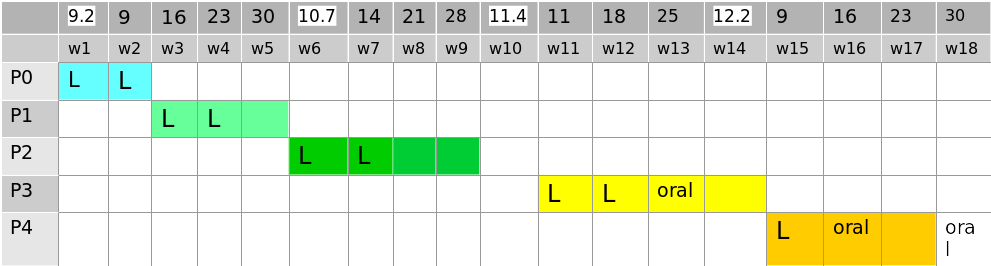 9.2 9 16 23 30 10.7 14 21 28 11.4 11 18 25 12.2 9 16 23 30
w1 w2 w3 w4 w5 w6 w7 w8 w9 w10 w11 w12 w13 w14 w15 w16 w17 w18
P0 L L
P1 L L
P2 L L
P3 L L oral
P4 L oral ora
l